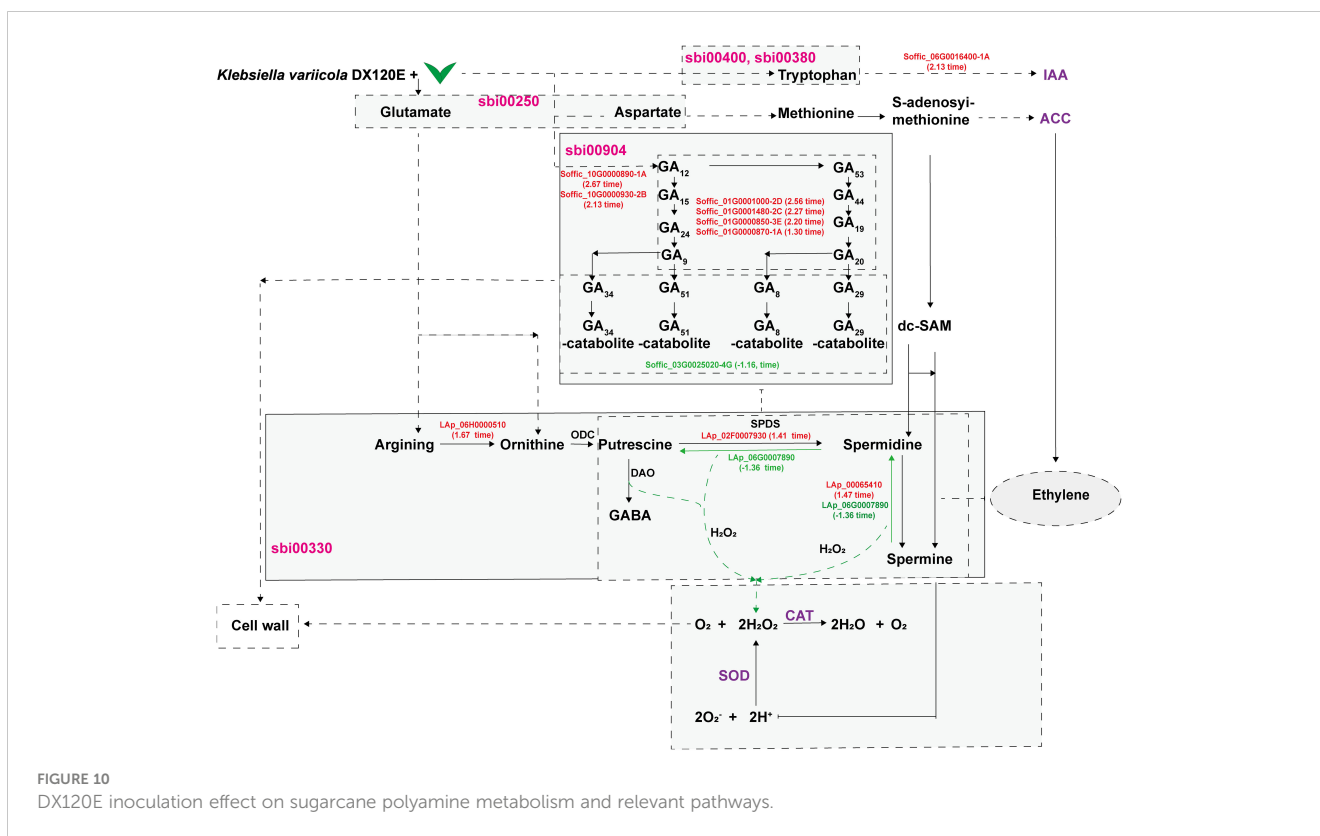 sbi00400, sbi00380
Soffic_06G0016400-1A
(2.13 time)
Klebsiella variicola DX120E +
Tryptophan
IAA
sbi00250
Glutamate
Aspartate
Methionine
S-adenosyi-
methionine
ACC
sbi00904
Soffic_10G0000890-1A
(2.67 time)
Soffic_10G0000930-2B
(2.13 time)
GA12
GA53
GA15
GA44
Soffic_01G0001000-2D (2.56 time)
Soffic_01G0001480-2C (2.27 time)
Soffic_01G0000850-3E (2.20 time)
Soffic_01G0000870-1A (1.30 time)
GA24
GA19
GA9
GA20
GA34
GA51
GA8
GA29
GA34
-catabolite
GA51
-catabolite
GA8
-catabolite
GA29
-catabolite
dc-SAM
Soffic_03G0025020-4G (-1.16, time)
Argining
LAp_06H0000510
(1.67 time)
Ornithine
ODC
Putrescine
SPDS
LAp_02F0007930 (1.41 time)
LAp_06G0007890
(-1.36 time)
Spermidine
DAO
GABA
H₂O₂
LAp_00065410
(1.47 time)
LAp_06G0007890
(-1.36 time)
Ethylene
H₂O₂
Spermine
sbi00330
Cell wall
O₂ + 2H₂O₂
CAT
2H₂O + O₂
SOD
2O₂⁻ + 2H⁺
FIGURE 10
DX120E inoculation effect on sugarcane polyamine metabolism and relevant pathways.